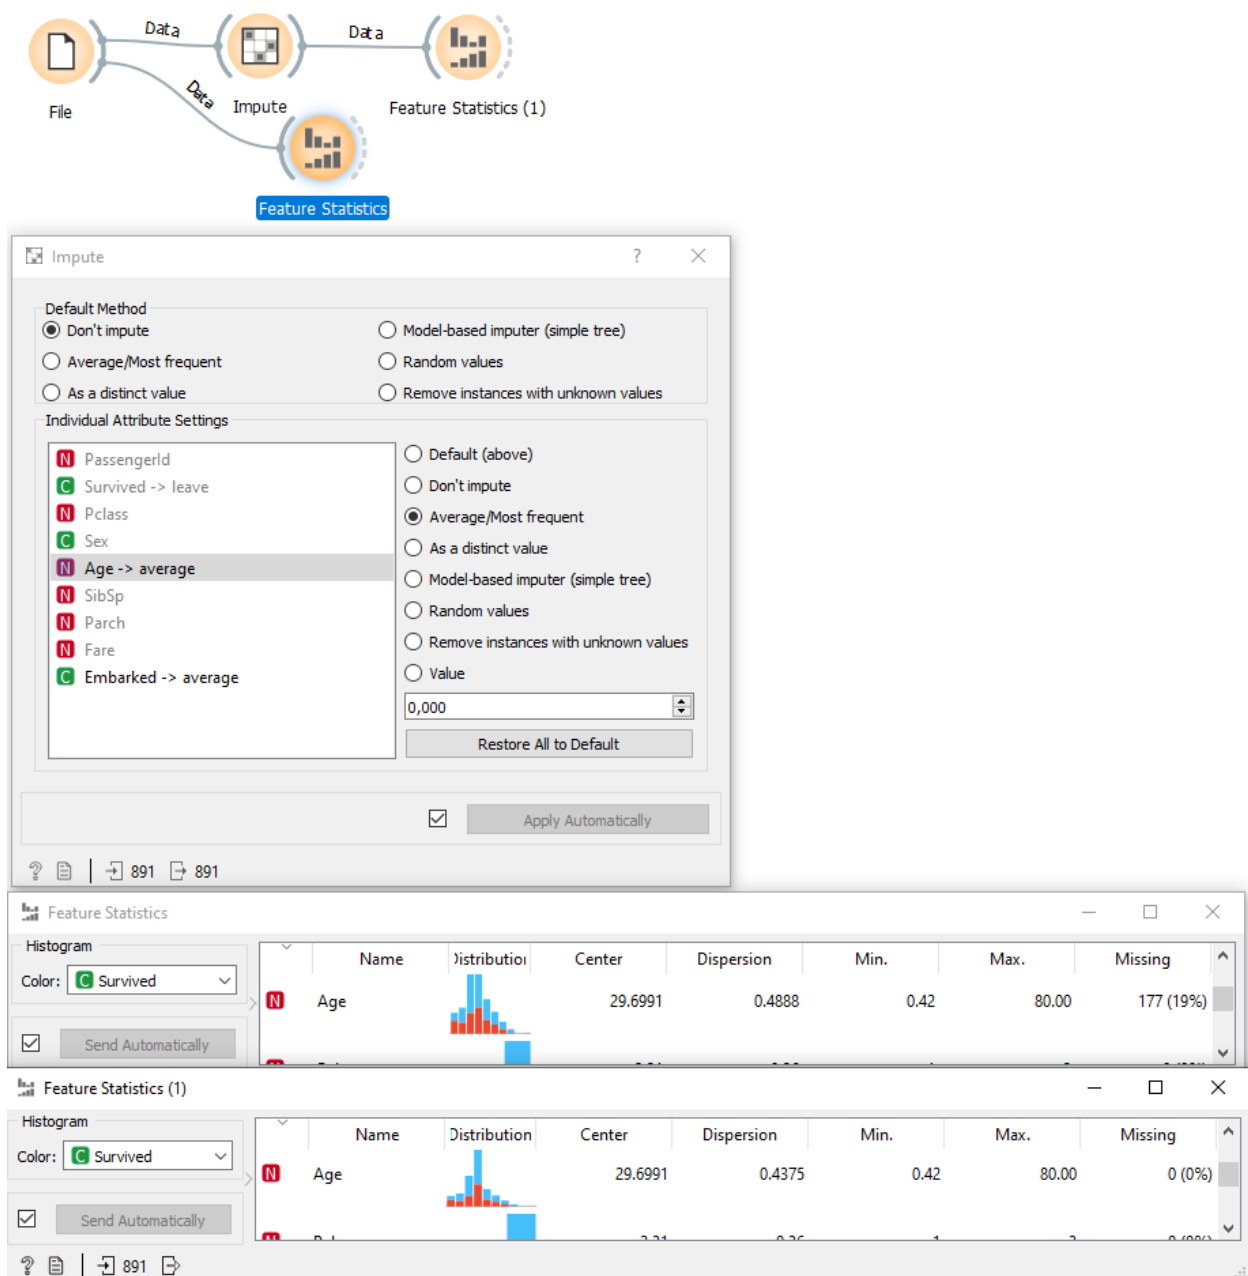 Data
Data
Data
File
Impute
Feature Statistics (1)
Feature Statistics
Impute
?
Default Method
Don't impute
Model-based imputer (simple tree)
Average/Most frequent
Random values
As a distinct value
Remove instances with unknown values
Individual Attribute Settings
N PassengerId
C Survived -> leave
N Pclass
C Sex
N Age -> average
N SibSp
N Parch
N Fare
C Embarked -> average
Default (above)
Don't impute
Average/Most frequent
As a distinct value
Model-based imputer (simple tree)
Random values
Remove instances with unknown values
Value
0,000
Restore All to Default
Apply Automatically
? 891 891
Feature Statistics
Histogram
Color: C Survived
Send Automatically
Name Distribution Center Dispersion Min. Max. Missing
N Age 29.6991 0.4888 0.42 80.00 177 (19%)
Feature Statistics (1)
Histogram
Color: C Survived
Send Automatically
Name Distribution Center Dispersion Min. Max. Missing
N Age 29.6991 0.4375 0.42 80.00 0 (0%)
? 891